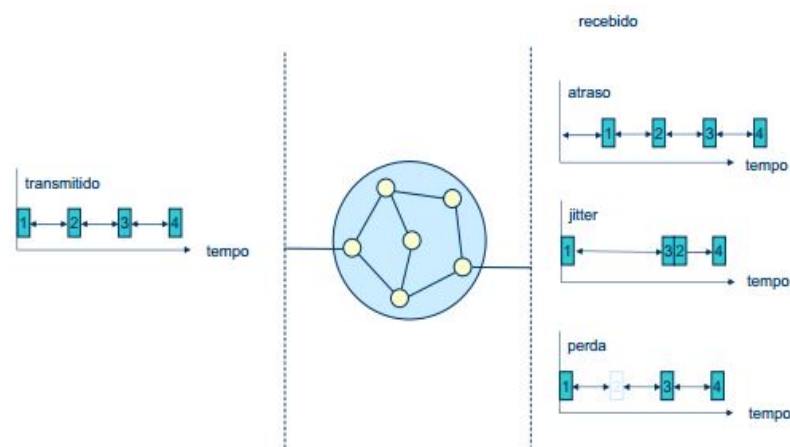 recebido
transmitido
1 2 3 4
tempo
atraso
1 2 3 4
tempo
jitter
1 3 2 4
tempo
perda
1 2 3 4
tempo